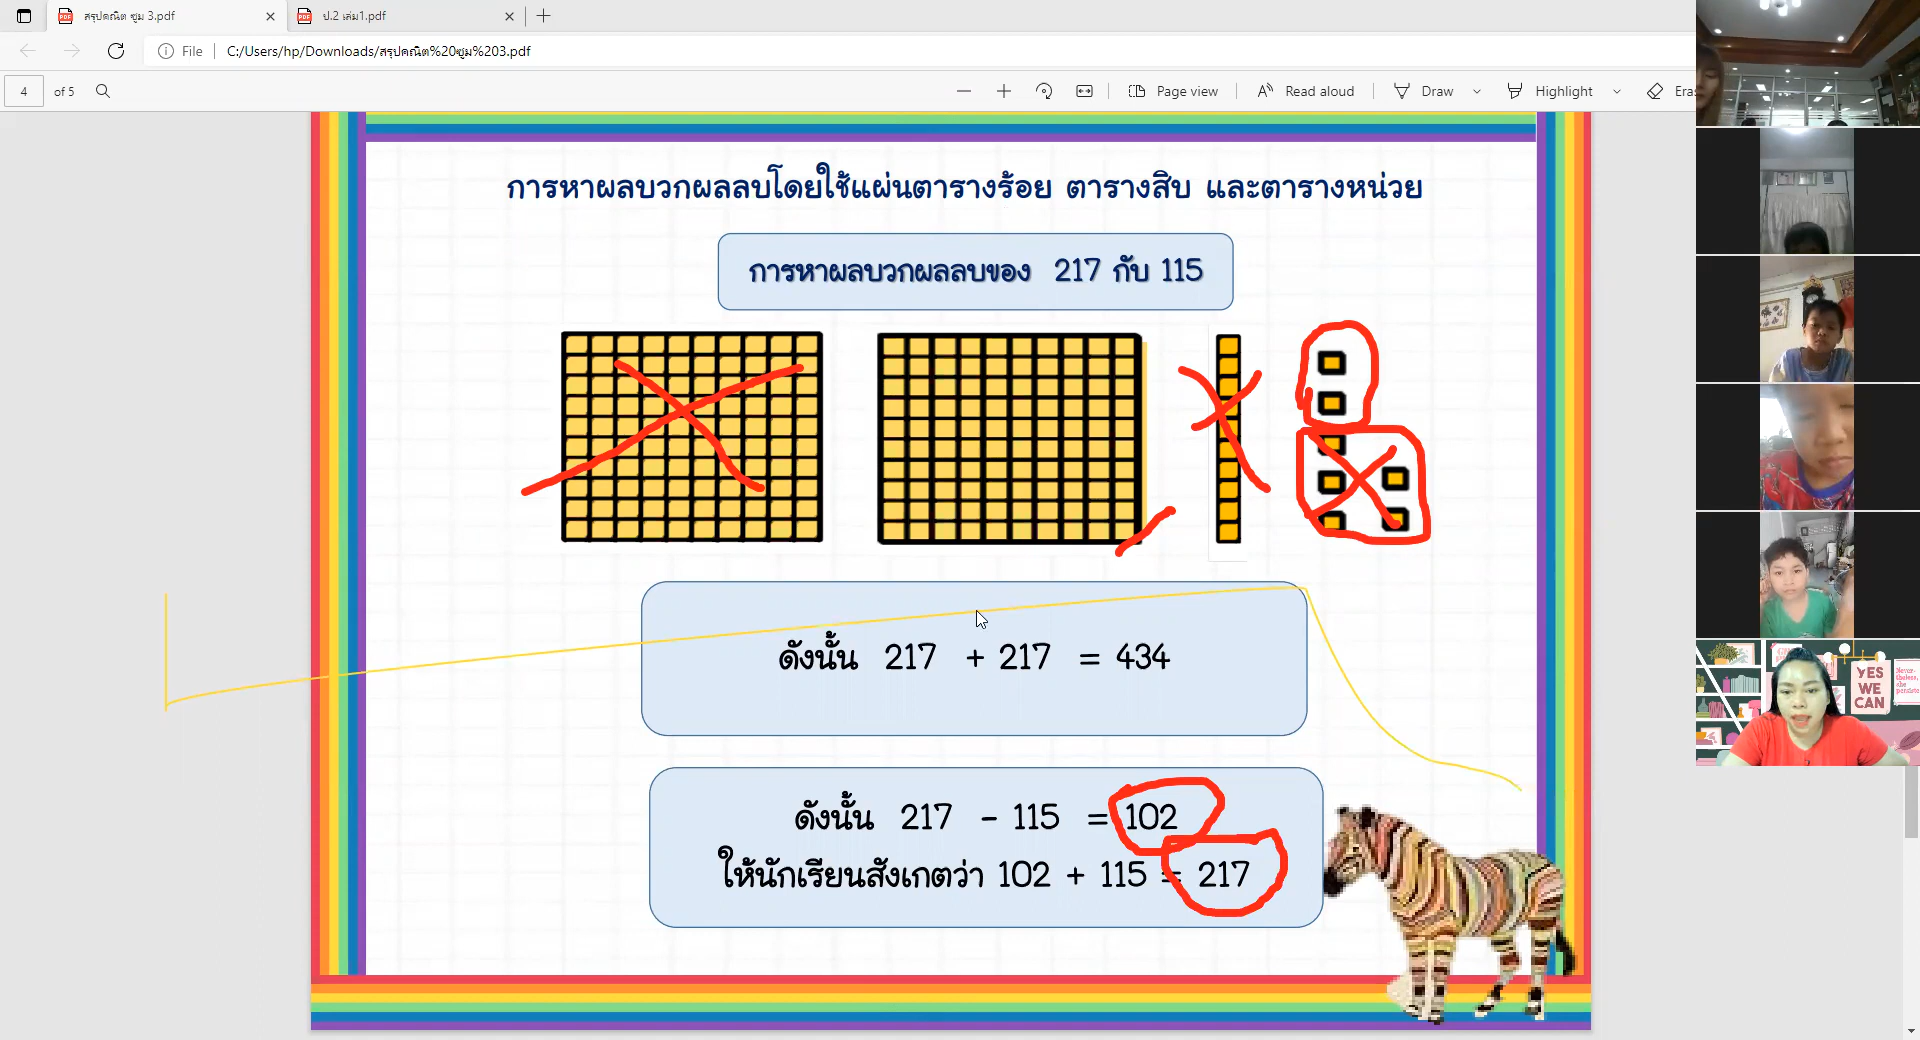 สรุปคณิต ซูม 3.pdf
ป.2 เล่ม1.pdf
File
C:/Users/hp/Downloads/สรุปคณิต%20ซูม%203.pdf
4 of 5
Page view
Read aloud
Draw
Highlight
Eras
การหาผลบวกผลลบโดยใช้แผ่นตารางร้อย ตารางสิบ และตารางหน่วย
การหาผลบวกผลลบของ 217 กับ 115
ดังนั้น 217 + 217 = 434
ดังนั้น 217 - 115 = 102
ให้นักเรียนสังเกตว่า 102 + 115 = 217
YES
WE
CAN